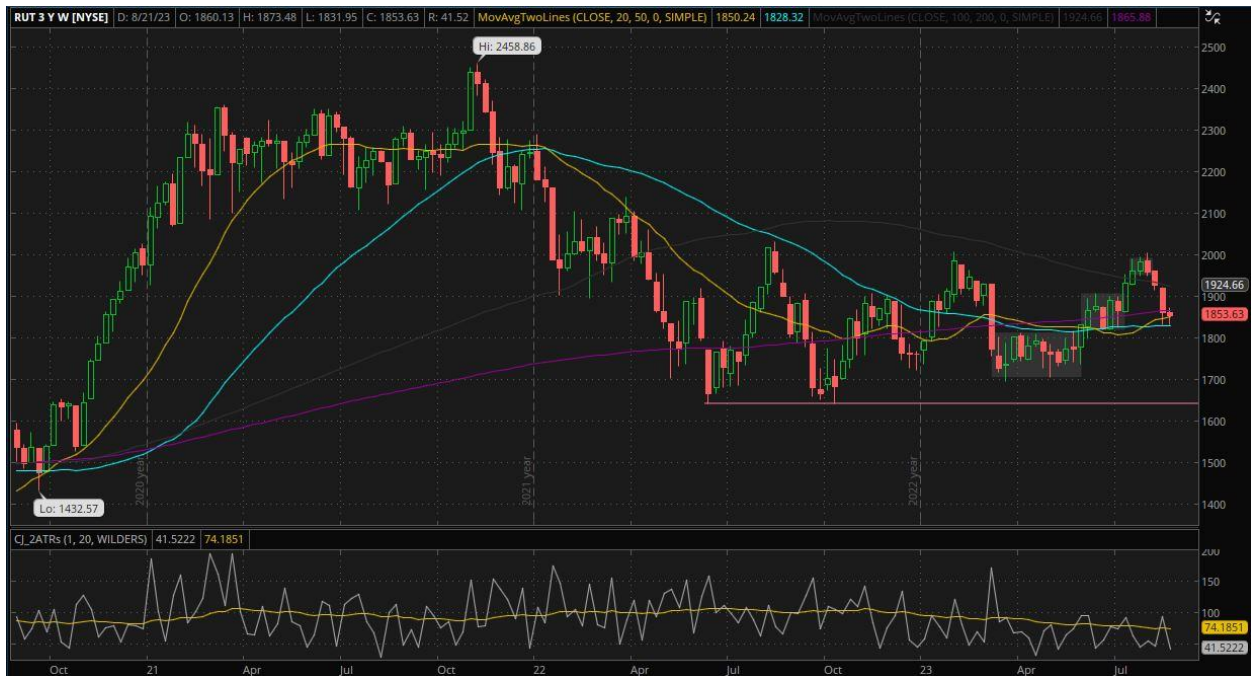 RUT 3 Y W [NYSE] D: 8/21/23 O: 1860.13 H: 1873.48 L: 1831.95 C: 1853.63 R: 41.52 MovAvgTwoLines (CLOSE, 20, 50, 0, SIMPLE) 1850.24 1828.32 MovAvgTwoLines (CLOSE, 100, 200, 0, SIMPLE) 1924.66 1865.88
Hi: 2458.86
2500
2400
2300
2200
2100
2000
1924.66
1900
1853.63
1800
1700
1600
1500
1400
2020 year
2021 year
2022 year
Lo: 1432.57
CJ_2ATRs (1, 20, WILDERS) 41.5222 74.1851
200
150
100
74.1851
41.5222
Oct 21 Apr Jul Oct 22 Apr Jul Oct 23 Apr Jul